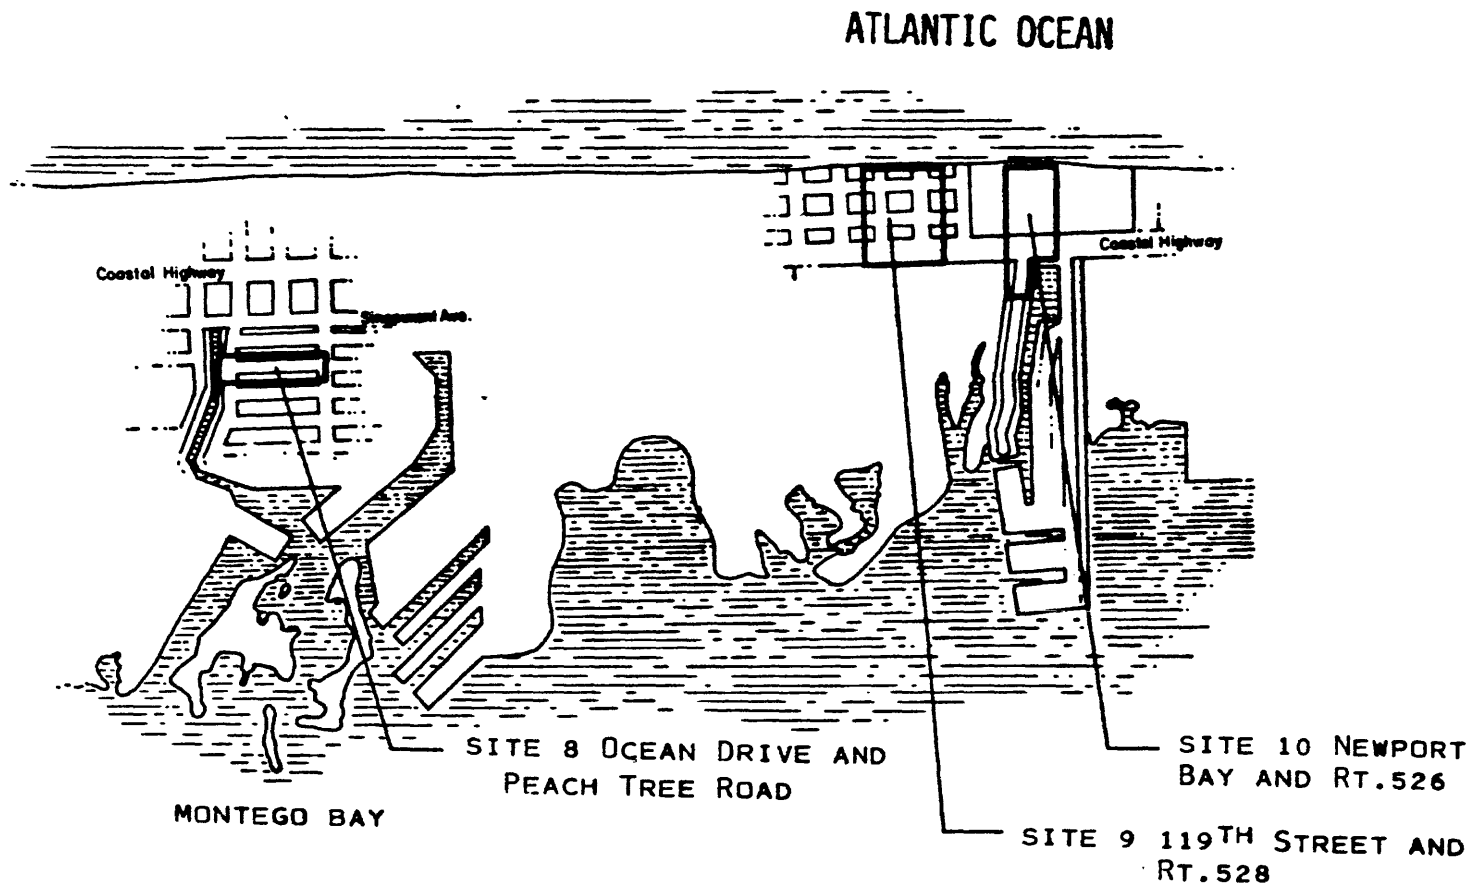 ATLANTIC OCEAN
Coastal Highway
Coastal Highway
Ave.
SITE 8 OCEAN DRIVE AND
PEACH TREE ROAD
SITE 10 NEWPORT
BAY AND RT.526
MONTEGO BAY
SITE 9 119TH STREET AND
RT.528